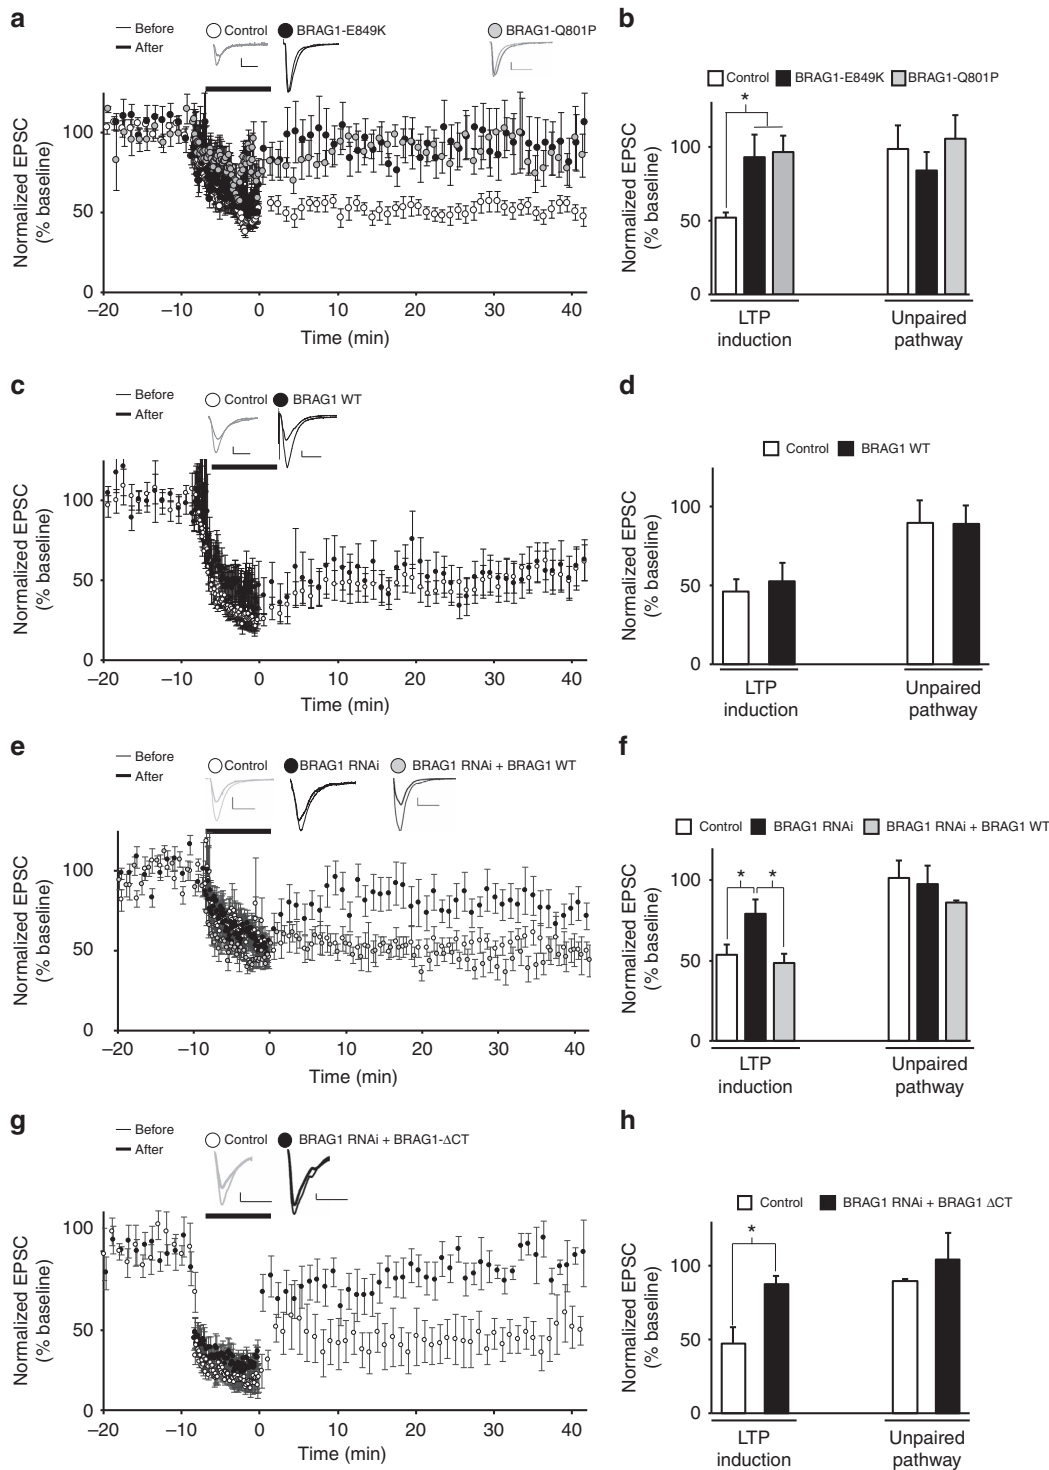 a
Before
After
Control
BRAG1-E849K
BRAG1-Q801P
Normalized EPSC
(% baseline)
100
50
0
–20
–10
0
10
20
30
40
Time (min)
b
Control
BRAG1-E849K
BRAG1-Q801P
*
Normalized EPSC
(% baseline)
100
50
0
LTP
induction
Unpaired
pathway
c
Before
After
Control
BRAG1 WT
Normalized EPSC
(% baseline)
100
50
0
–20
–10
0
10
20
30
40
Time (min)
d
Control
BRAG1 WT
Normalized EPSC
(% baseline)
100
50
0
LTP
induction
Unpaired
pathway
e
Before
After
Control
BRAG1 RNAi
BRAG1 RNAi + BRAG1 WT
Normalized EPSC
(% baseline)
100
50
0
–20
–10
0
10
20
30
40
Time (min)
f
Control
BRAG1 RNAi
BRAG1 RNAi + BRAG1 WT
*
*
Normalized EPSC
(% baseline)
100
50
0
LTP
induction
Unpaired
pathway
g
Before
After
Control
BRAG1 RNAi + BRAG1-ΔCT
Normalized EPSC
(% baseline)
100
50
0
–20
–10
0
10
20
30
40
Time (min)
h
Control
BRAG1 RNAi + BRAG1 ΔCT
*
Normalized EPSC
(% baseline)
100
50
0
LTP
induction
Unpaired
pathway